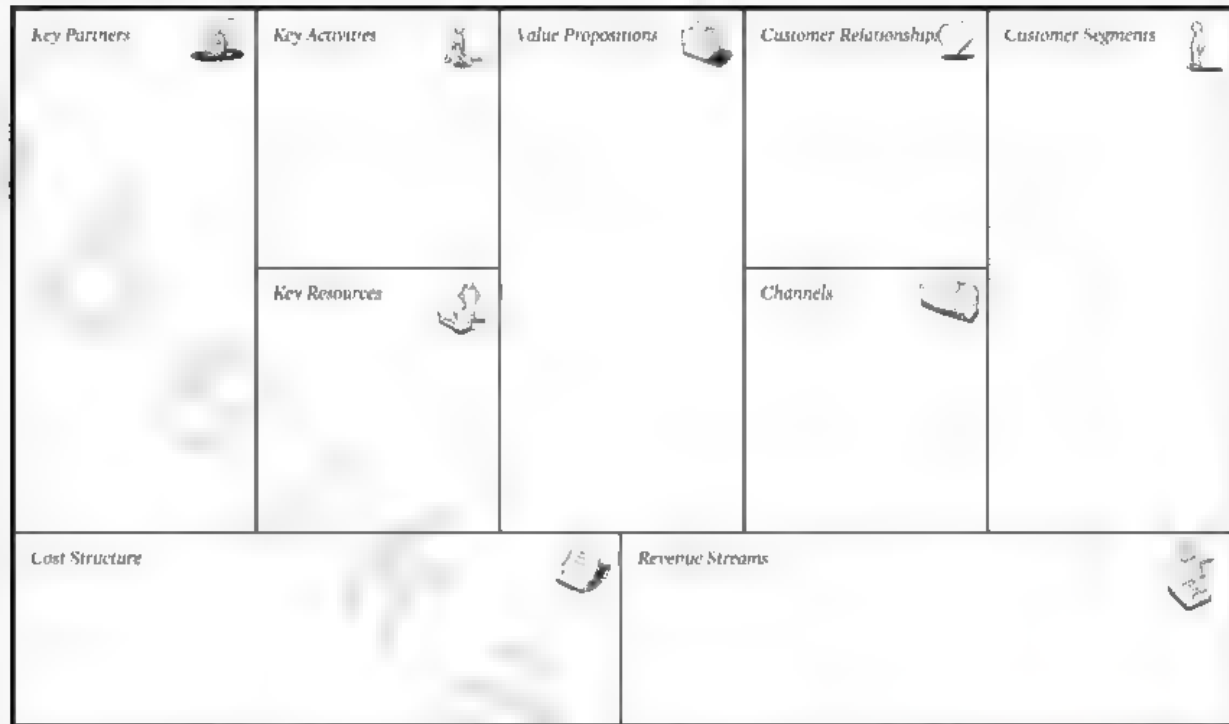 Key Partners
Key Activities
Value Propositions
Customer Relationships
Customer Segments
Key Resources
Channels
Cost Structure
Revenue Streams